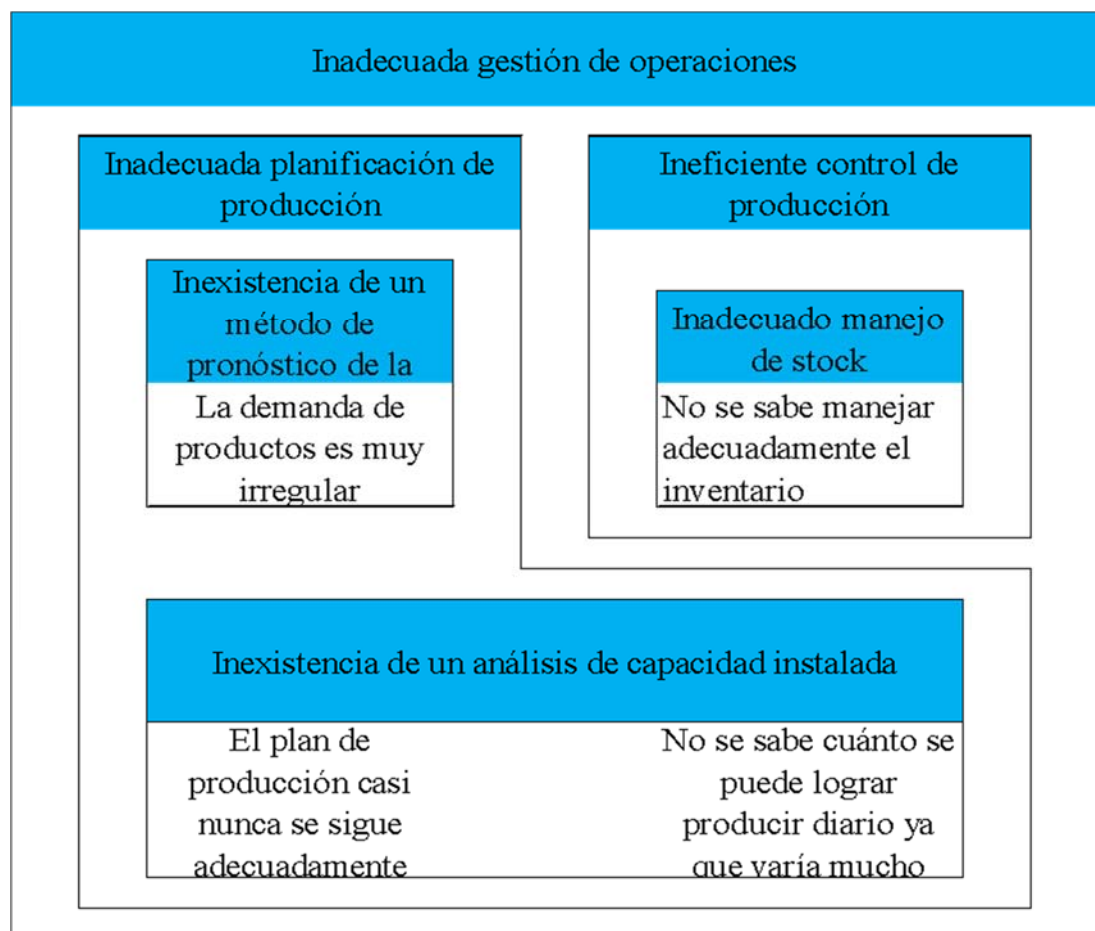 Inadecuada gestión de operaciones
Inadecuada planificación de
producción
Inexistencia de un
método de
pronóstico de la
La demanda de
productos es muy
irregular
Ineficiente control de
producción
Inadecuado manejo
de stock
No se sabe manejar
adecuadamente el
inventario
Inexistencia de un análisis de capacidad instalada
El plan de
producción casi
nunca se sigue
adecuadamente
No se sabe cuánto se
puede lograr
producir diario ya
que varía mucho